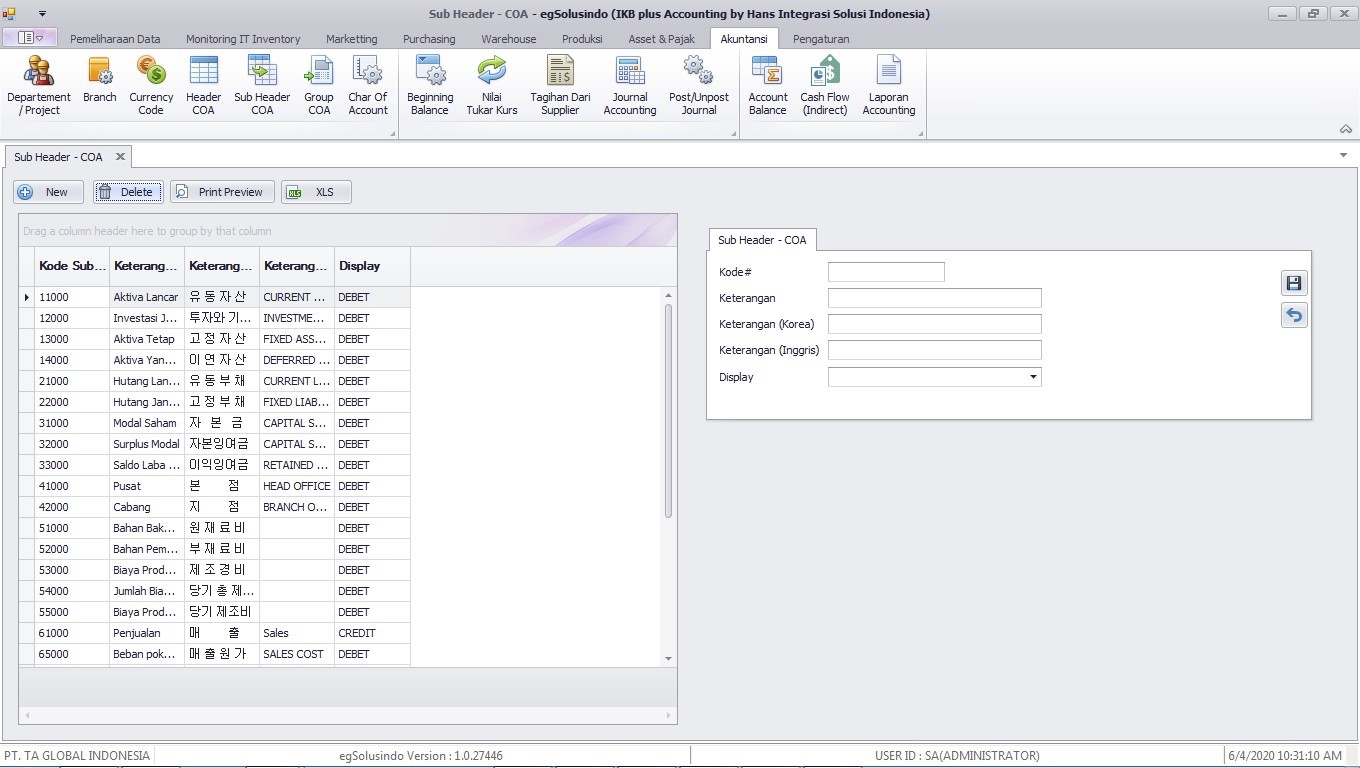 Sub Header - COA - egSolusindo (IKB plus Accounting by Hans Integrasi Solusi Indonesia)
Pemeliharaan Data Monitoring IT Inventory Marketting Purchasing Warehouse Produksi Asset & Pajak Akuntansi Pengaturan
Departement / Project
Branch
Currency Code
Header COA
Sub Header COA
Group COA
Char Of Account
Beginning Balance
Nilai Tukar Kurs
Tagihan Dari Supplier
Journal Accounting
Post/Unpost Journal
Account Balance
Cash Flow (Indirect)
Laporan Accounting
Sub Header - COA
New Delete Print Preview XLS XLS
Drag a column header here to group by that column
Kode Sub... Keterang... Keterang... Keterang... Display
11000 Aktiva Lancar 유 동 자 산 CURRENT ... DEBET
12000 Investasi J... 투자와 기... INVESTME... DEBET
13000 Aktiva Tetap 고 정 자 산 FIXED ASS... DEBET
14000 Aktiva Yan... 이 연 자 산 DEFERRED ... DEBET
21000 Hutang Lan... 유 동 부 채 CURRENT L... DEBET
22000 Hutang Jan... 고 정 부 채 FIXED LIAB... DEBET
31000 Modal Saham 자 본 금 CAPITAL S... DEBET
32000 Surplus Modal 자본잉여금 CAPITAL S... DEBET
33000 Saldo Laba ... 이익잉여금 RETAINED ... DEBET
41000 Pusat 본 점 HEAD OFFICE DEBET
42000 Cabang 지 점 BRANCH O... DEBET
51000 Bahan Bak... 원 재 료 비 DEBET
52000 Bahan Pem... 부 재 료 비 DEBET
53000 Biaya Prod... 제 조 경 비 DEBET
54000 Jumlah Bia... 당기 총 제... DEBET
55000 Biaya Prod... 당기 제조비 DEBET
61000 Penjualan 매 출 Sales CREDIT
65000 Beban pok... 매 출 원 가 SALES COST DEBET
Sub Header - COA
Kode#
Keterangan
Keterangan (Korea)
Keterangan (Inggris)
Display
PT. TA GLOBAL INDONESIA egSolusindo Version : 1.0.27446 USER ID : SA(ADMINISTRATOR) 6/4/2020 10:31:10 AM